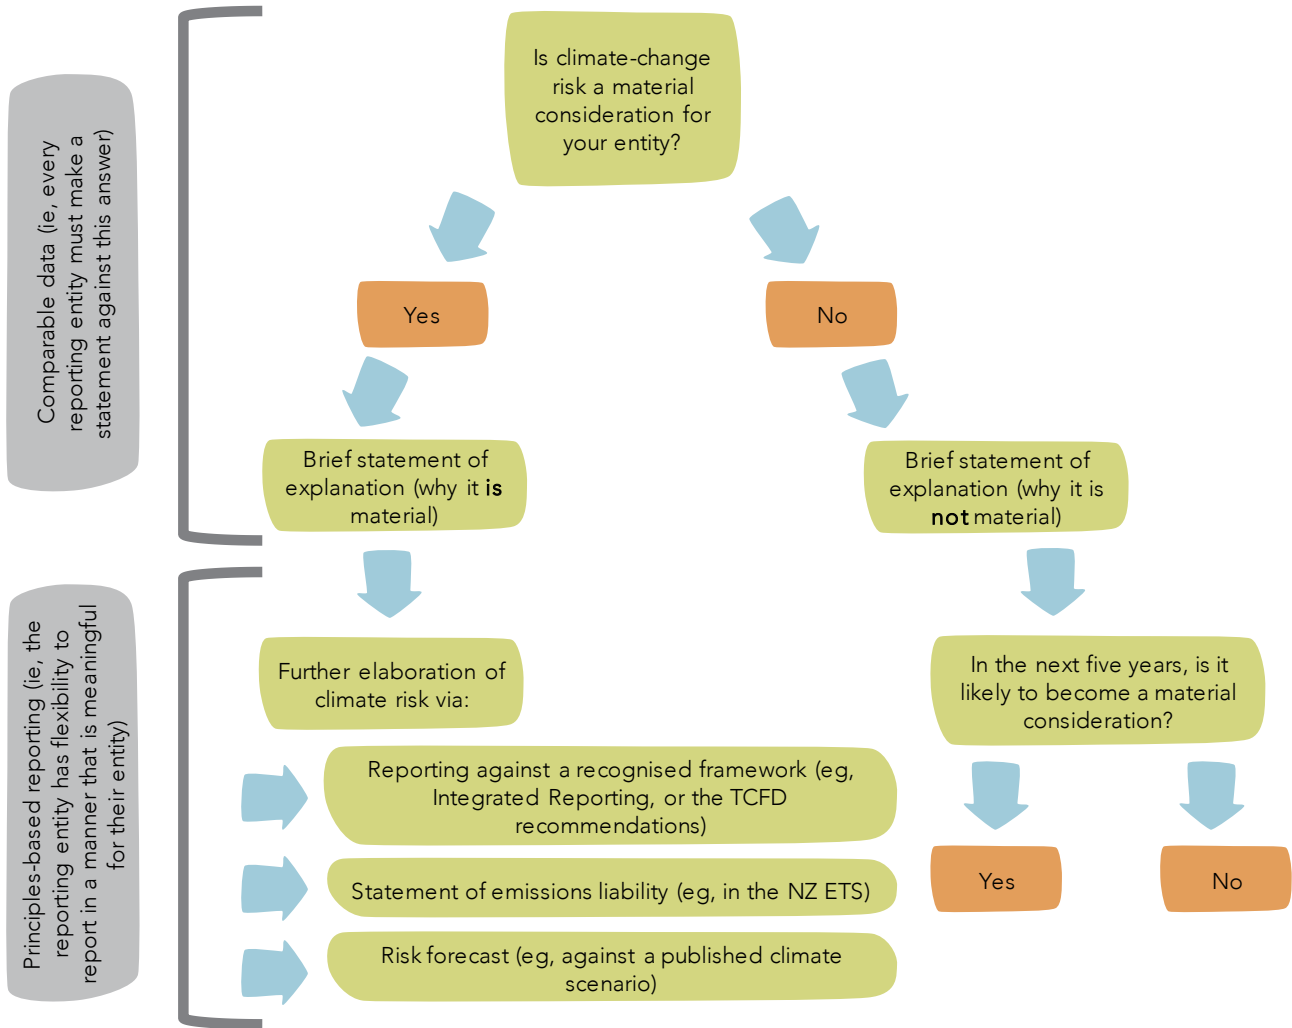 Is climate-change
risk a material
consideration for
your entity?
Comparable data (ie, every
reporting entity must make a
statement against this answer)
Yes
No
Brief statement of
explanation (why it is
material)
Brief statement of
explanation (why it is
not material)
Principles-based reporting (ie, the
reporting entity has flexibility to
report in a manner that is meaningful
for their entity)
Further elaboration of
climate risk via:
Reporting against a recognised framework (eg,
Integrated Reporting, or the TCFD
recommendations)
Statement of emissions liability (eg, in the NZ ETS)
Risk forecast (eg, against a published climate
scenario)
In the next five years, is it
likely to become a material
consideration?
Yes
No